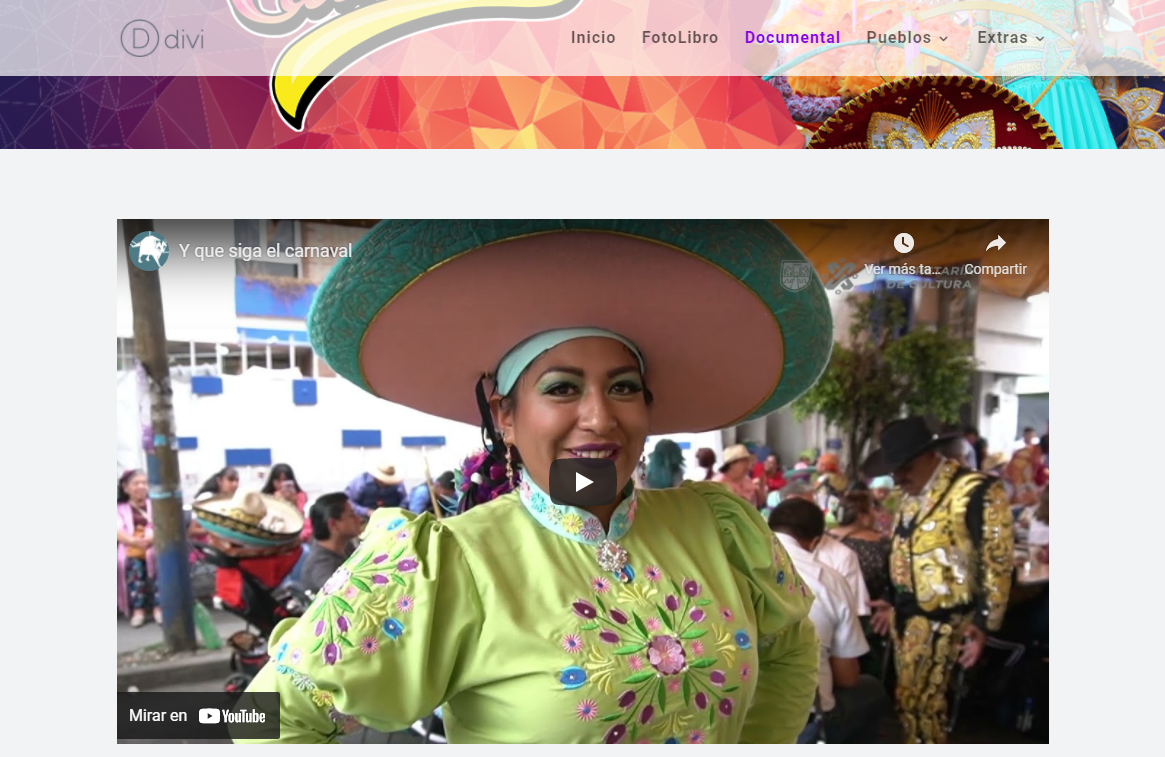 divi
Inicio
FotoLibro
Documental
Pueblos
Extras
Y que siga el carnaval
Ver más ta...
Compartir
DE CULTURA
Mirar en YouTube